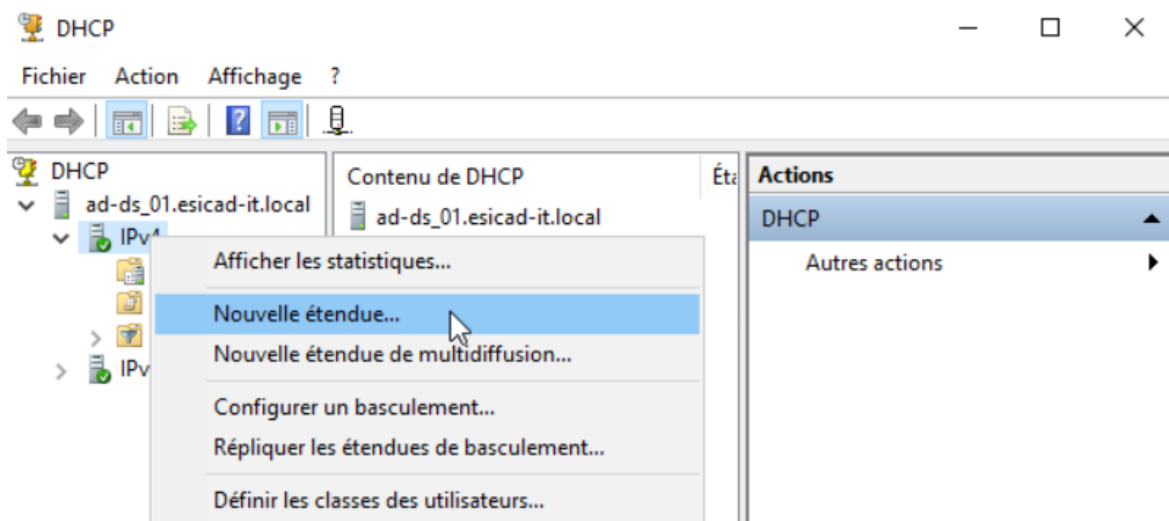 DHCP
Fichier Action Affichage ?
DHCP
ad-ds_01.esicad-it.local
IPv4
IPv
Contenu de DHCP
Éta
ad-ds_01.esicad-it.local
Afficher les statistiques...
Nouvelle étendue...
Nouvelle étendue de multidiffusion...
Configurer un basculement...
Répliquer les étendues de basculement...
Définir les classes des utilisateurs...
Actions
DHCP
Autres actions